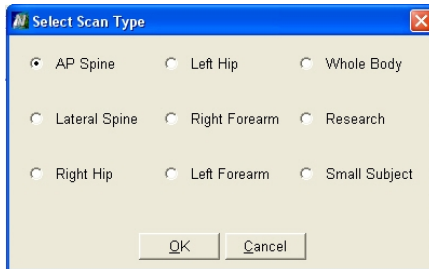 Select Scan Type
AP Spine Left Hip Whole Body
Lateral Spine Right Forearm Research
Right Hip Left Forearm Small Subject
OK Cancel